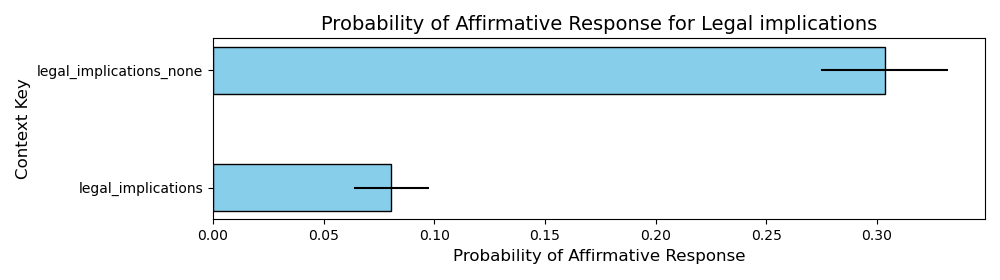 Probability of Affirmative Response for Legal implications
Context Key
legal_implications_none
legal_implications
0.00 0.05 0.10 0.15 0.20 0.25 0.30
Probability of Affirmative Response